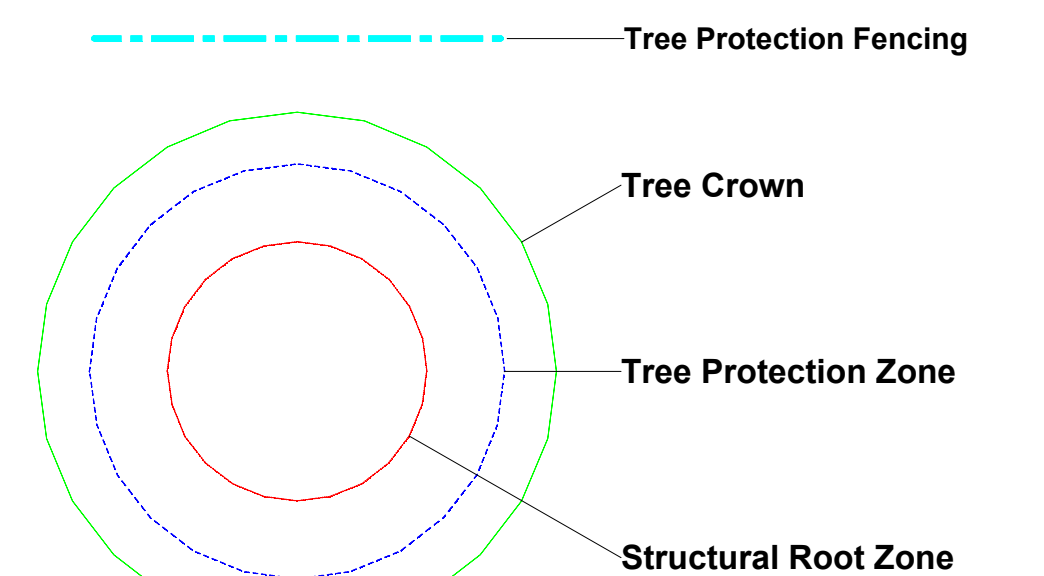 Tree Protection Fencing
Tree Crown
Tree Protection Zone
Structural Root Zone